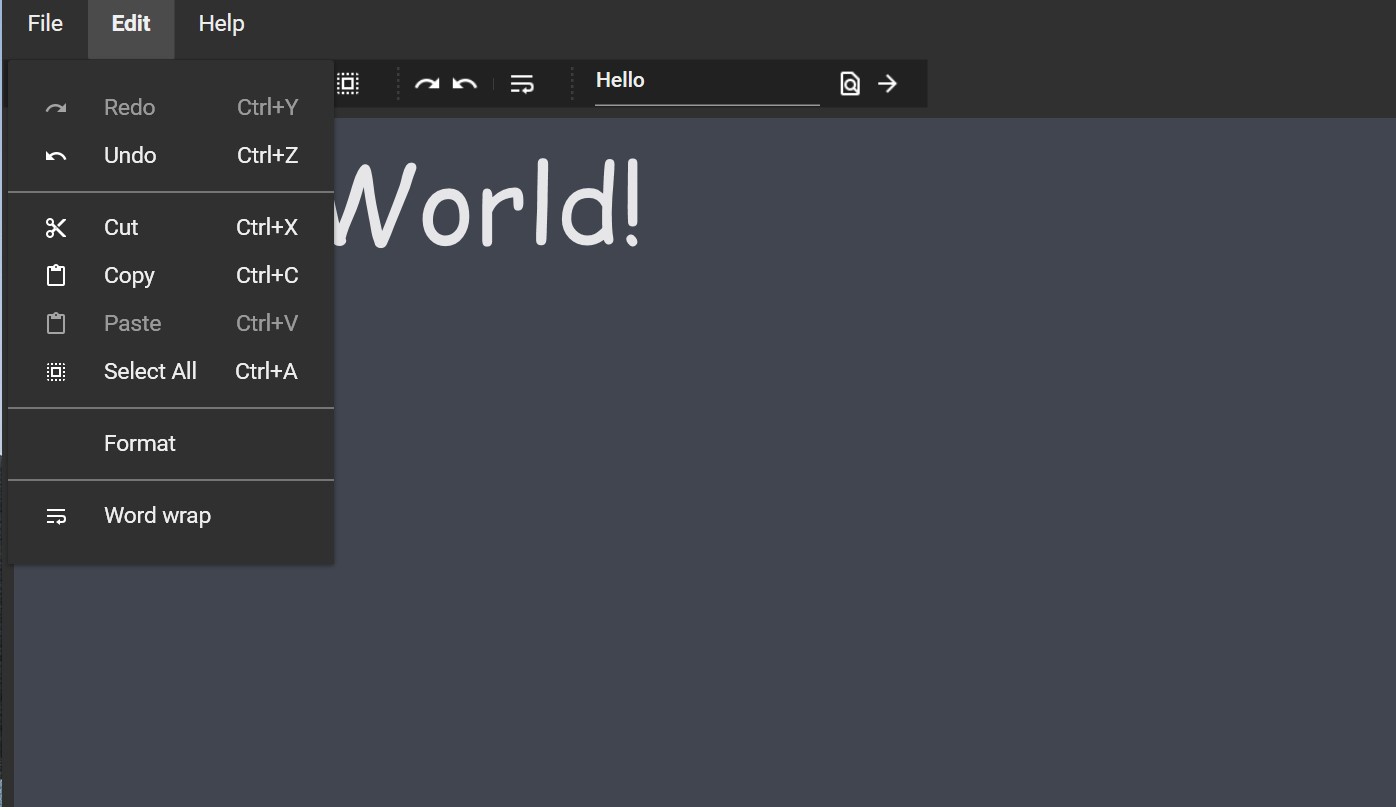 File Edit Help
Hello
Redo Ctrl+Y
Undo Ctrl+Z
Cut Ctrl+X
Copy Ctrl+C
Paste Ctrl+V
Select All Ctrl+A
Format
Word wrap
World!